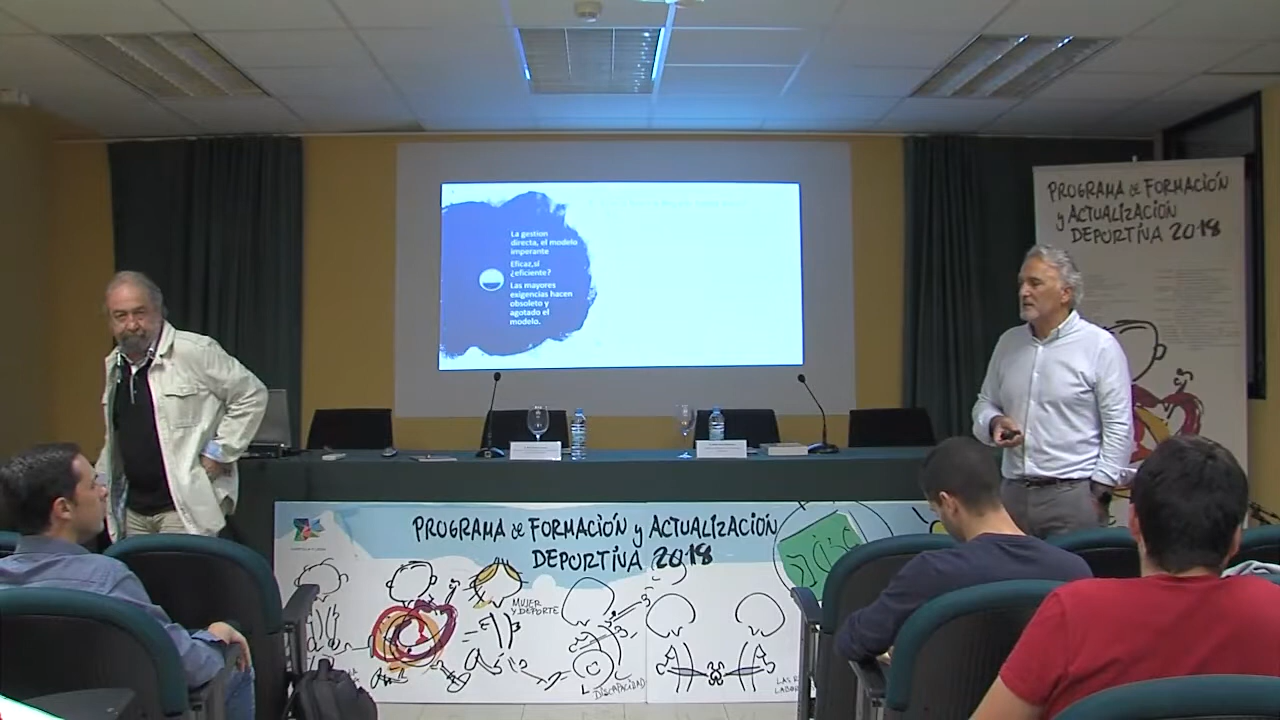 La gestion
directa, el modelo
imperante
Eficaz,sí
¿eficiente?
Las mayores
exigencias hacen
obsoleto y
agotado el
modelo.
PROGRAMA de FORMACIÓN
y ACTUALIZACIÓN
DEPORTIVA 2018
PROGRAMA de FORMACIÓN y ACTUALIZACIÓN
DEPORTIVA 2018
MUJER
Y DEPORTE
DISCAPACIDAD